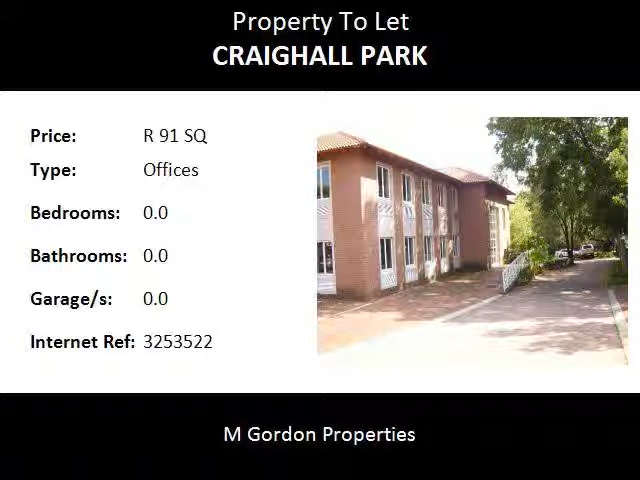 Property To Let
CRAIGHALL PARK
Price: R 91 SQ
Type: Offices
Bedrooms: 0.0
Bathrooms: 0.0
Garage/s: 0.0
Internet Ref: 3253522
M Gordon Properties